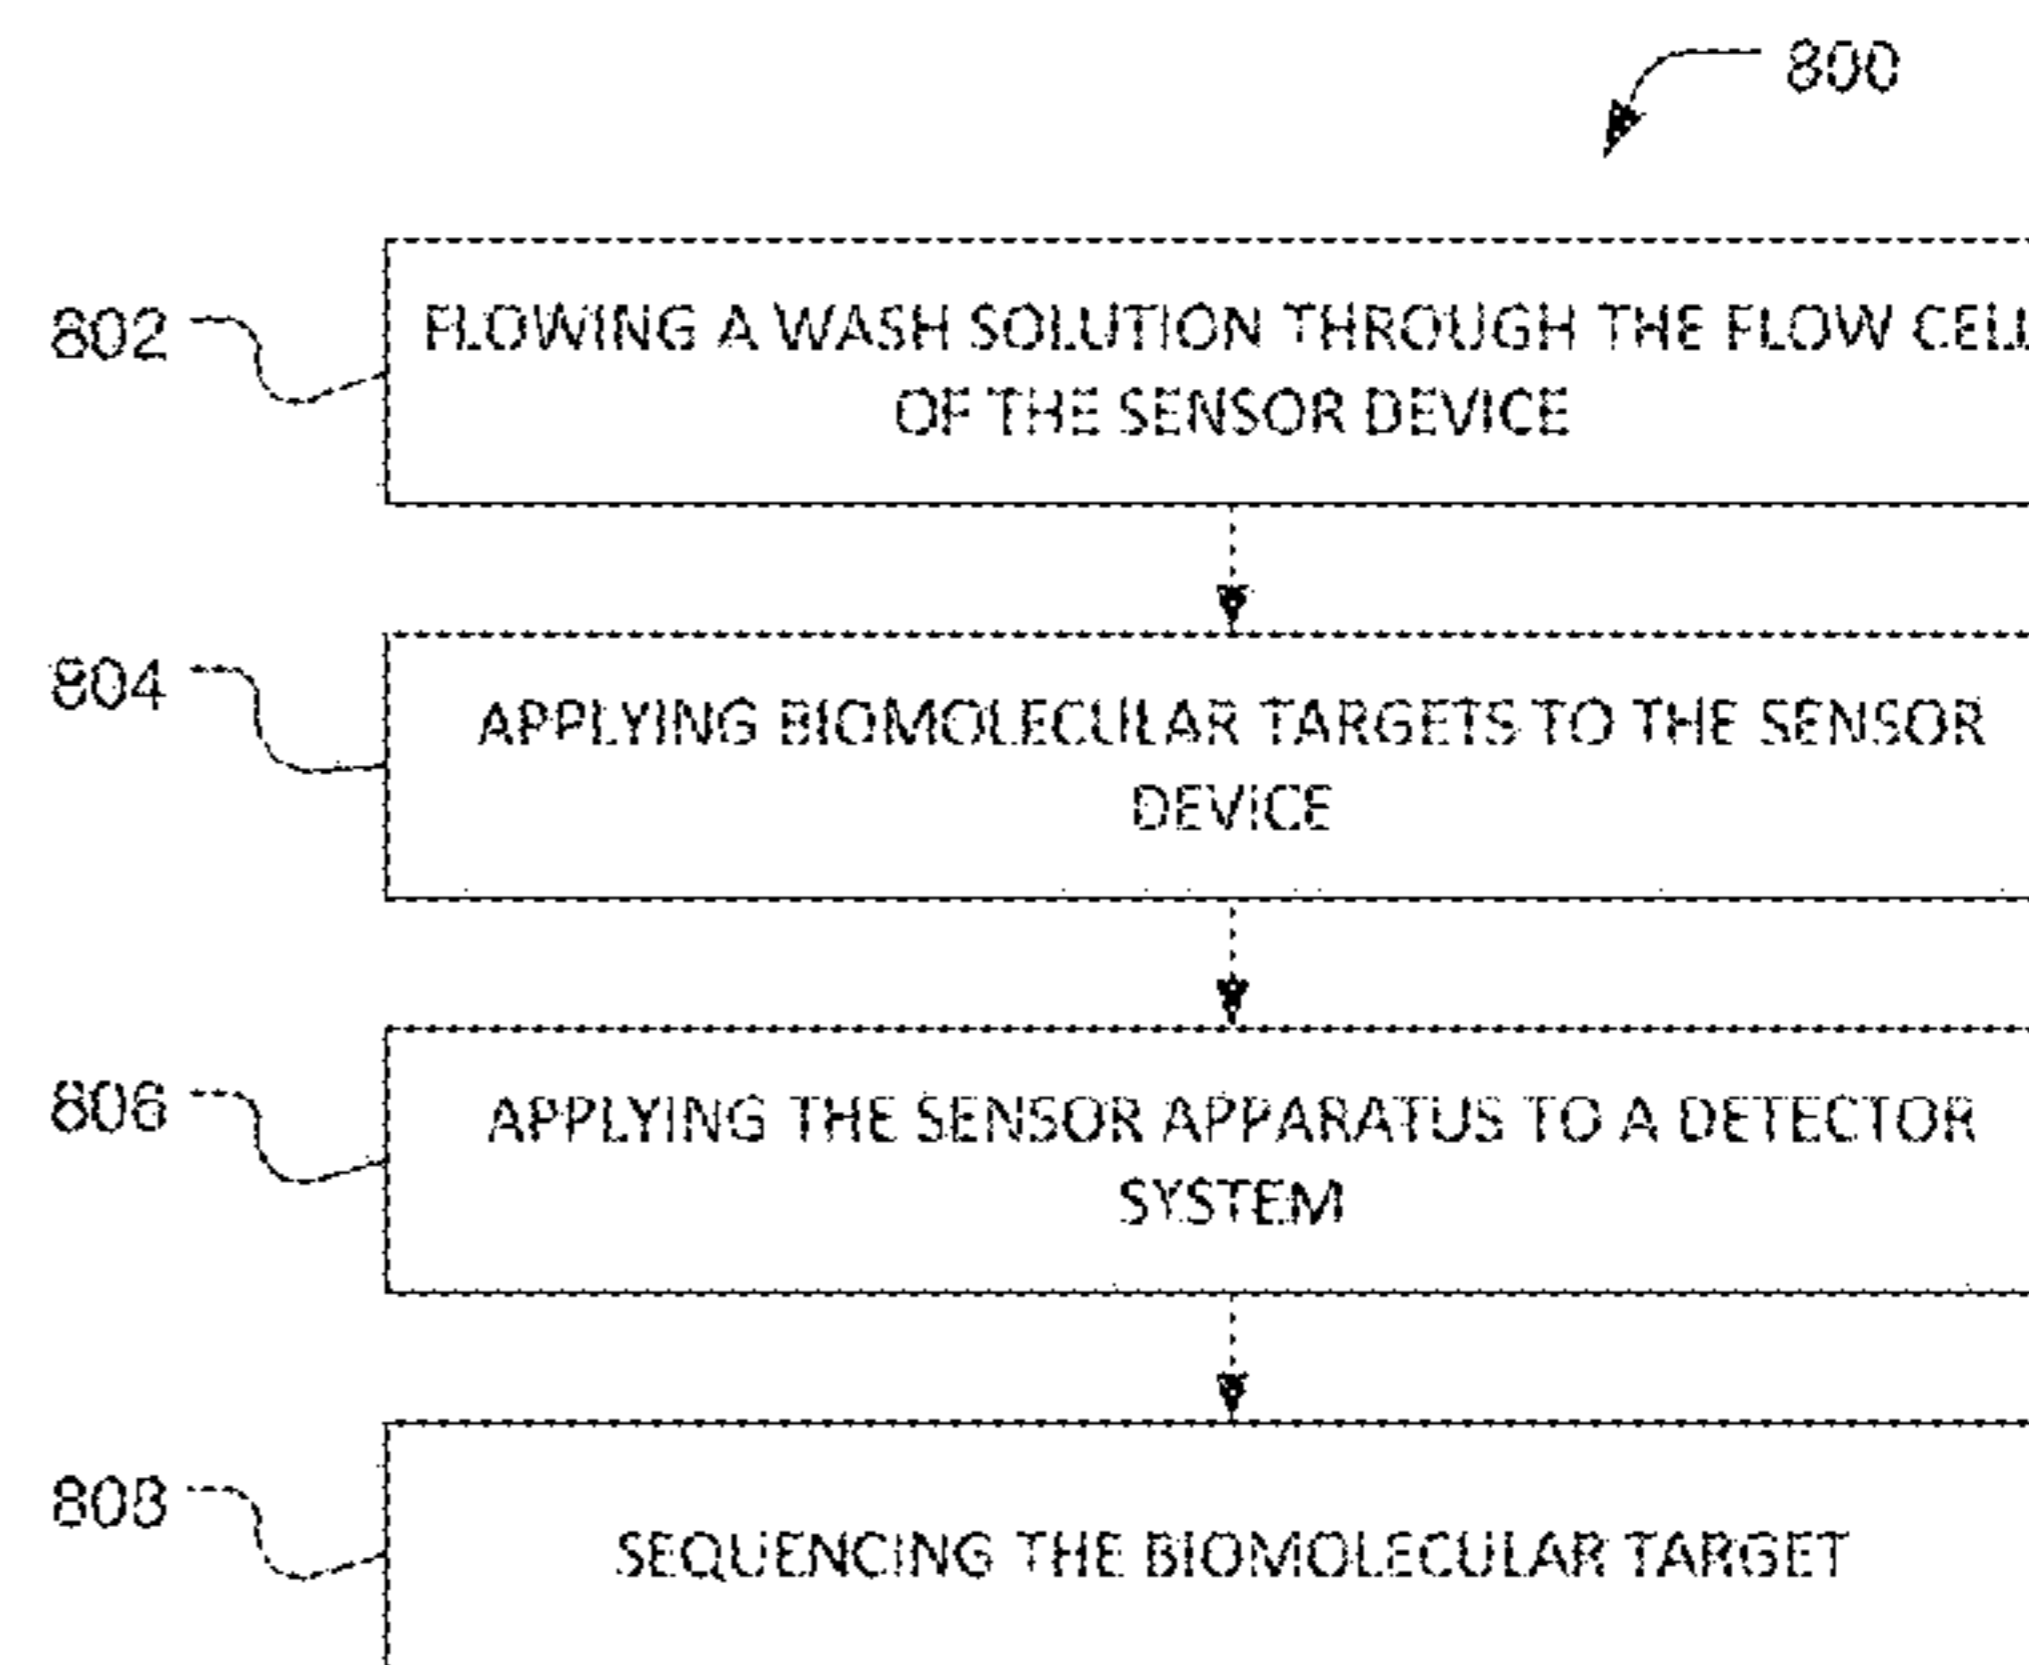 800
802
FLOWING A WASH SOLUTION THROUGH THE FLOW CELL
OF THE SENSOR DEVICE
804
APPLYING BIOMOLECULAR TARGETS TO THE SENSOR
DEVICE
806
APPLYING THE SENSOR APPARATUS TO A DETECTOR
SYSTEM
808
SEQUENCING THE BIOMOLECULAR TARGET